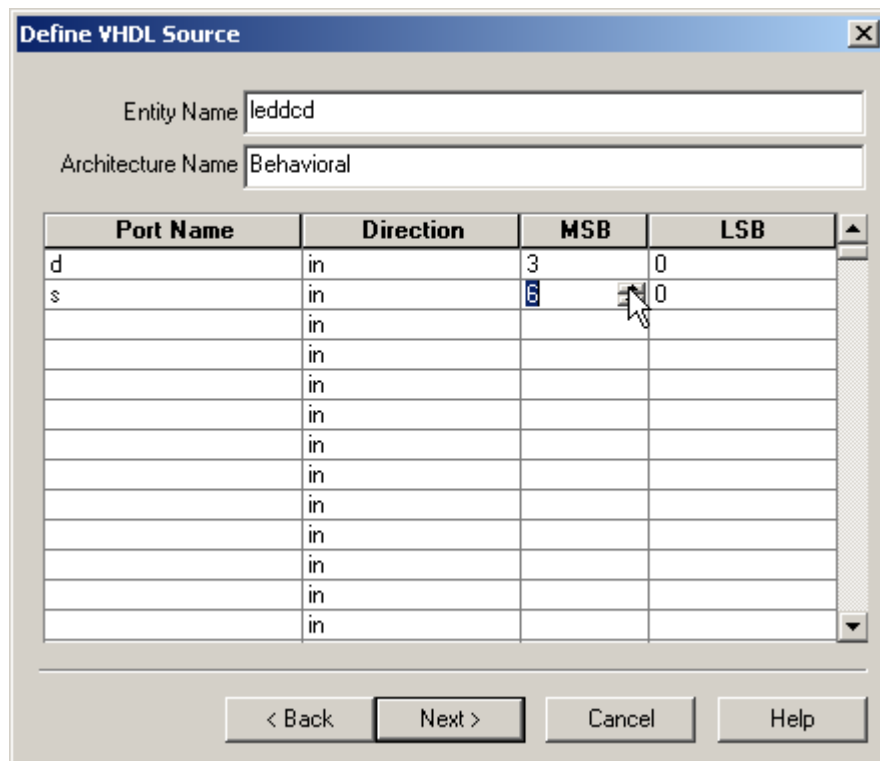 Define VHDL Source
Entity Name leddcd
Architecture Name Behavioral
Port Name Direction MSB LSB
d in 3 0
s in 6 0
in
in
in
in
in
in
in
in
in
in
in
< Back Next > Cancel Help